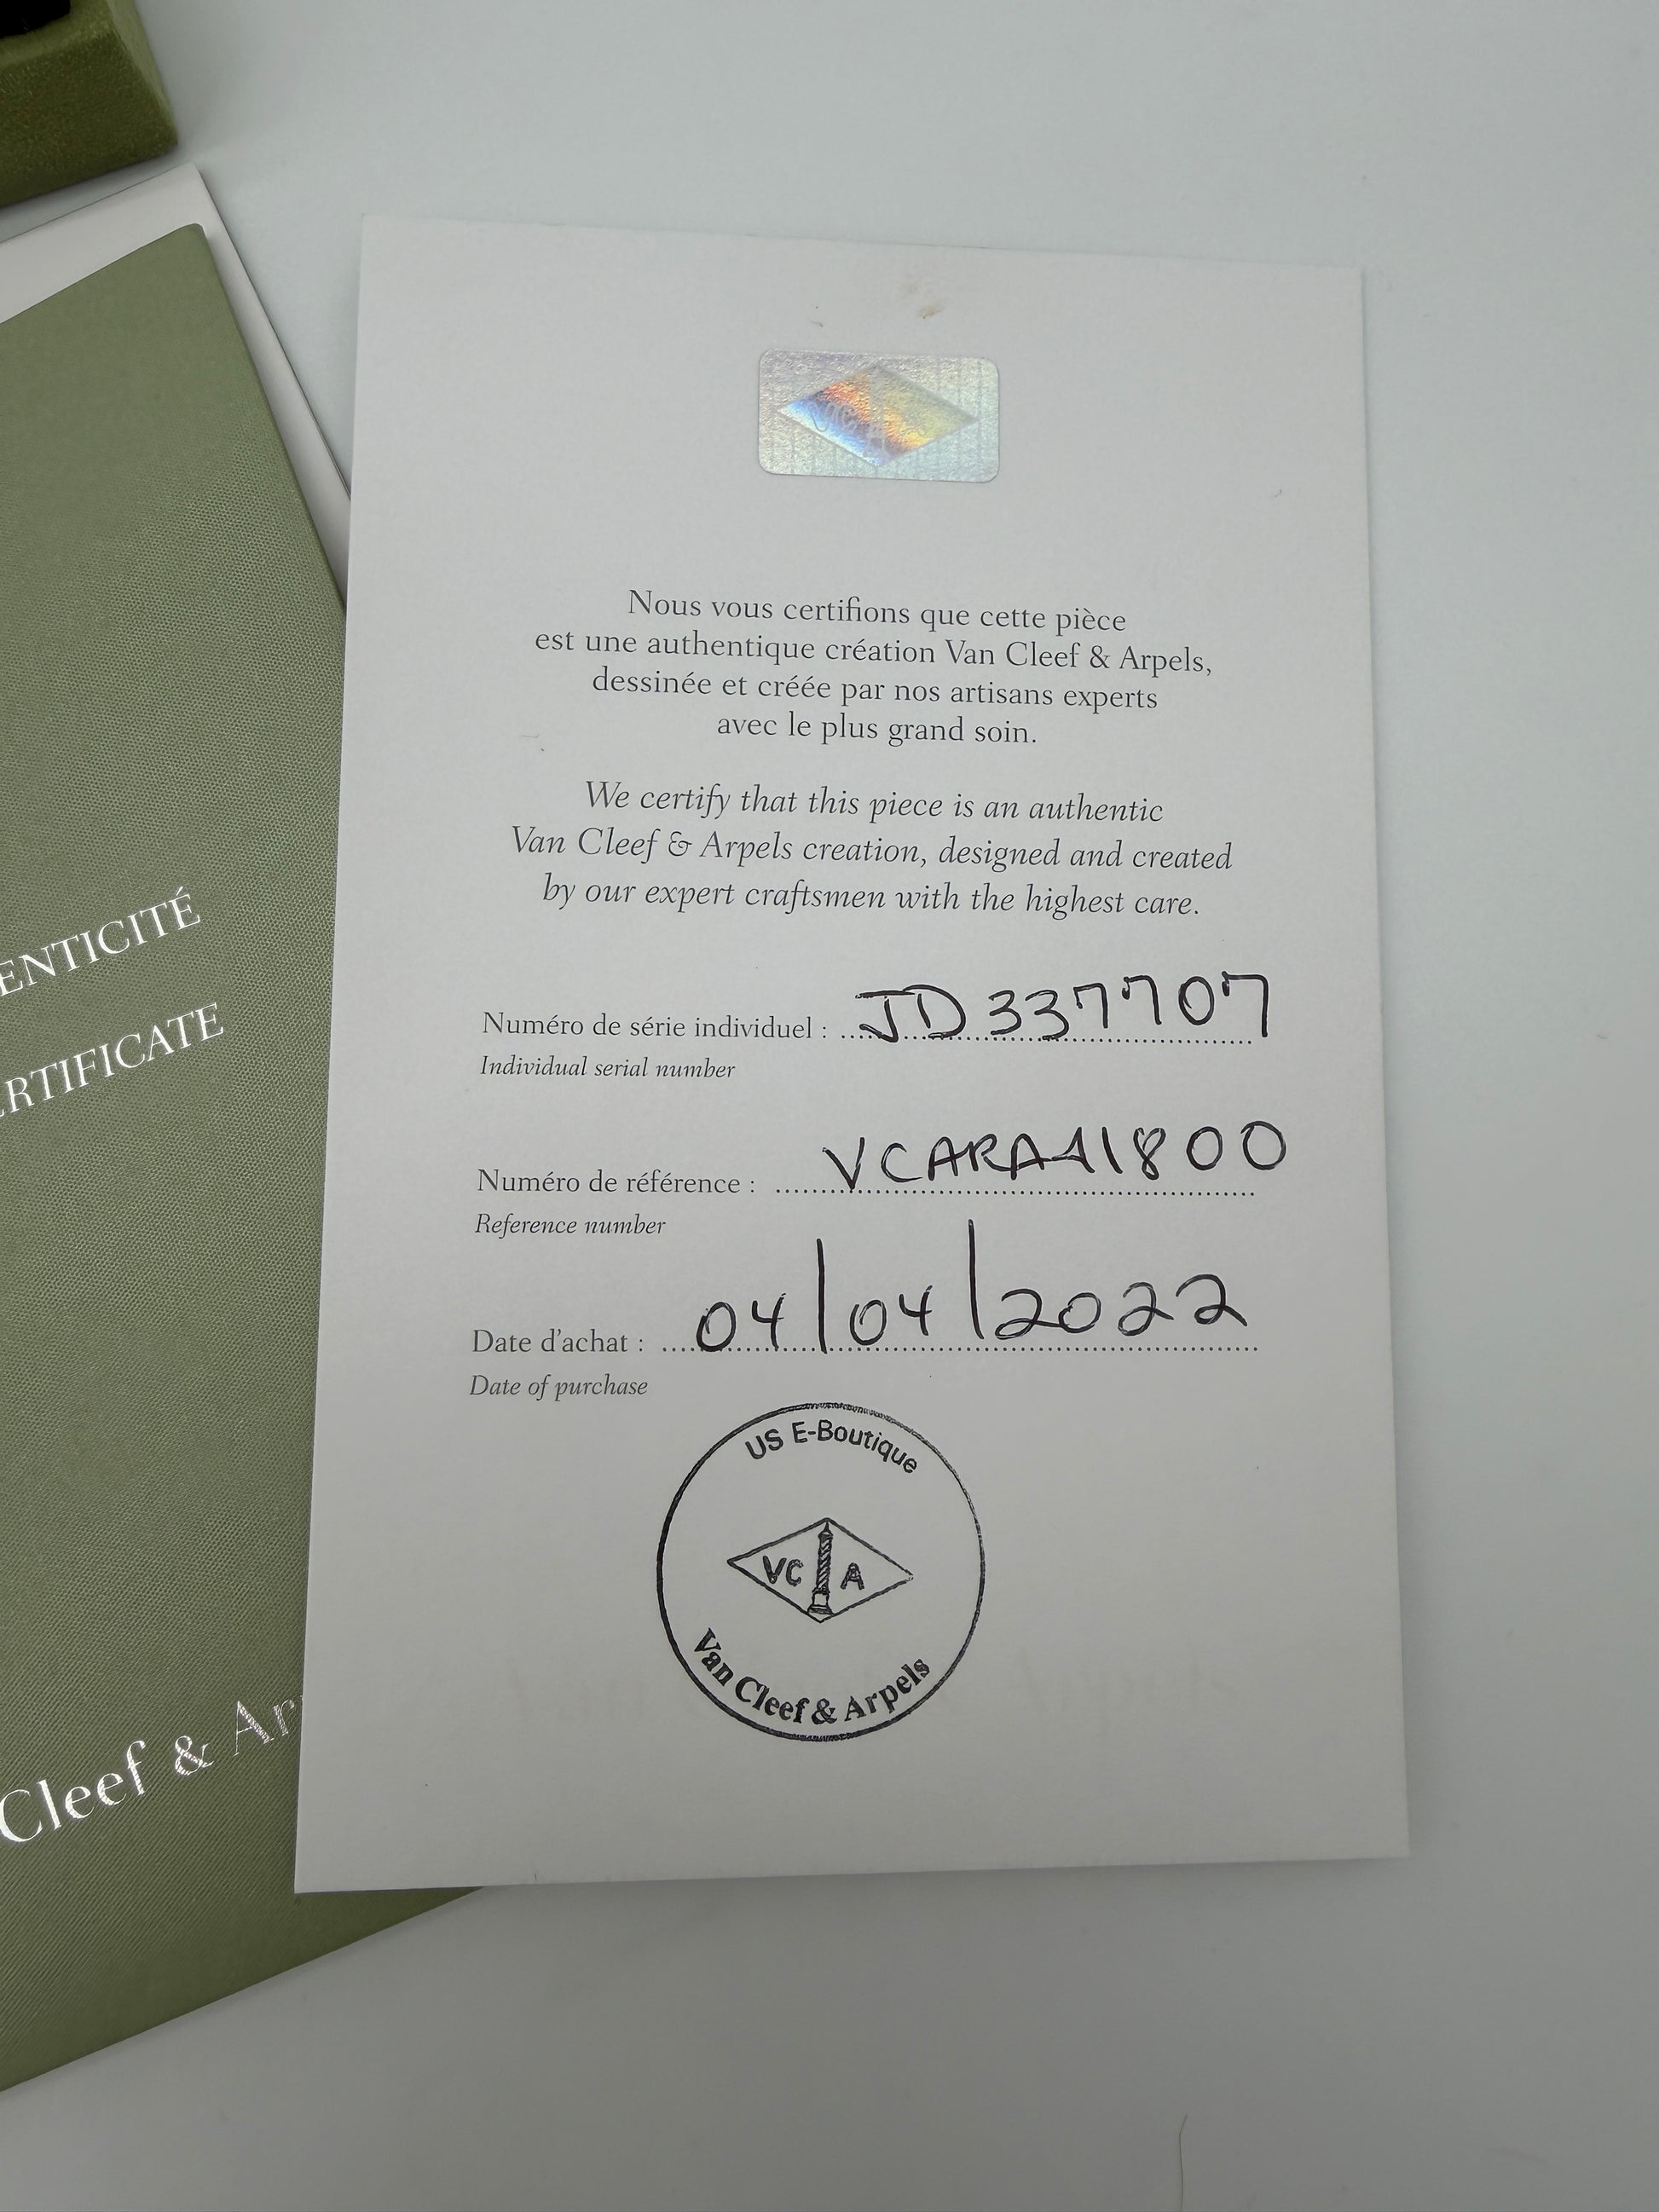 ENTICITÉ
ERTIFICATE
Cleef & Ar
Nous vous certifions que cette pièce
est une authentique création Van Cleef & Arpels,
dessinée et créée par nos artisans experts
avec le plus grand soin.
We certify that this piece is an authentic
Van Cleef & Arpels creation, designed and created
by our expert craftsmen with the highest care.
Numéro de série individuel : JD337707
Individual serial number
Numéro de référence : VCARA41800
Reference number
Date d'achat : 04/04/2022
Date of purchase
US E-Boutique
VC A
Van Cleef & Arpels